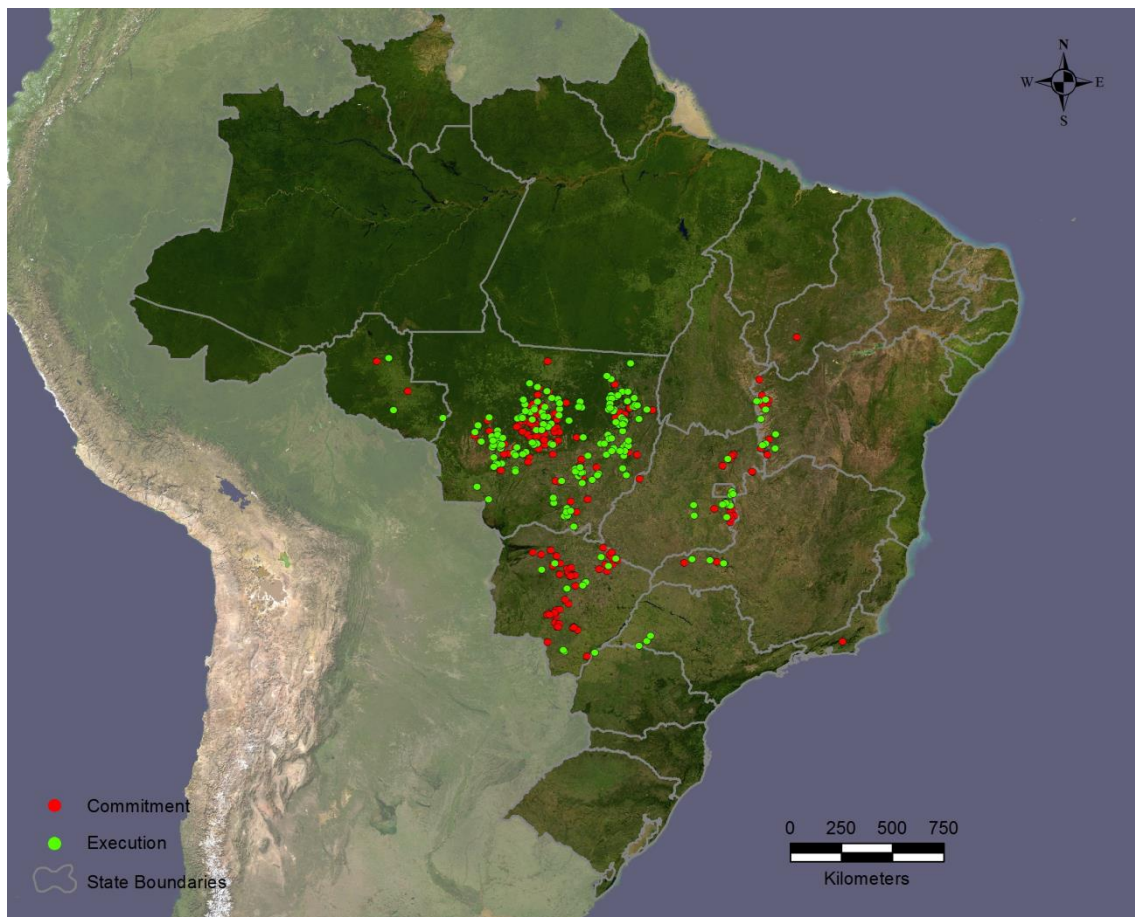 N
W E
S
Commitment
Execution
State Boundaries
0 250 500 750
Kilometers